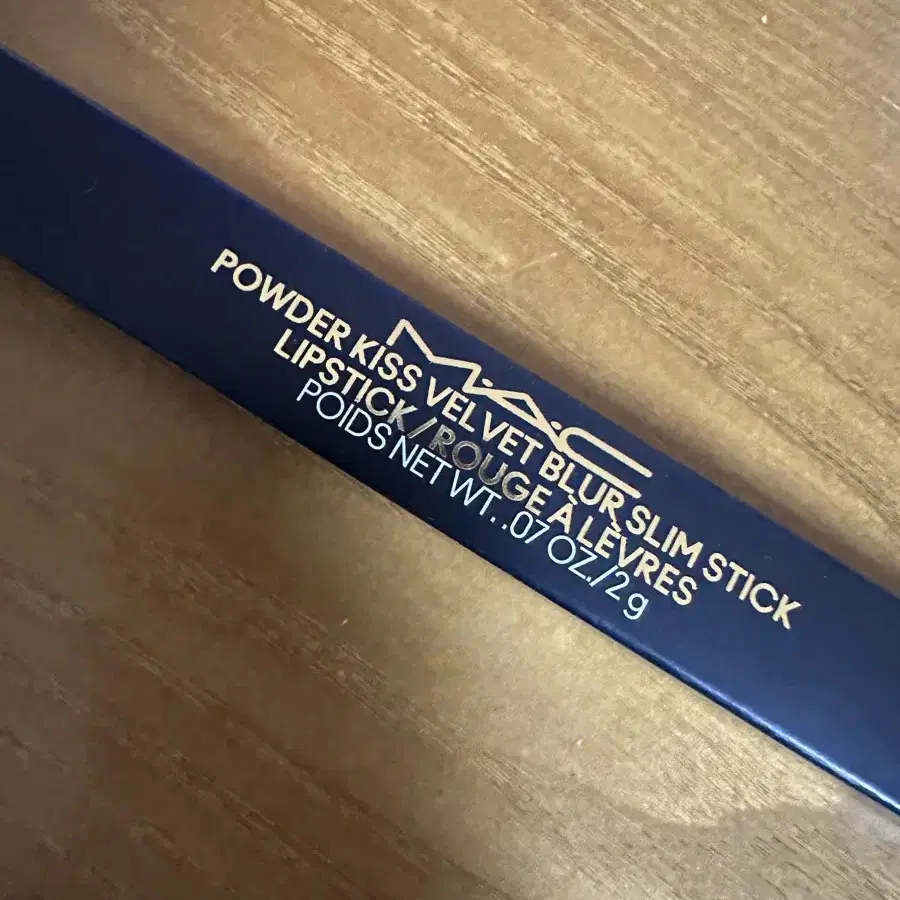 M·A·C
POWDER KISS VELVET BLUR SLIM STICK
LIPSTICK/ROUGE À LÈVRES
POIDS NET WT. .07 OZ./2 g